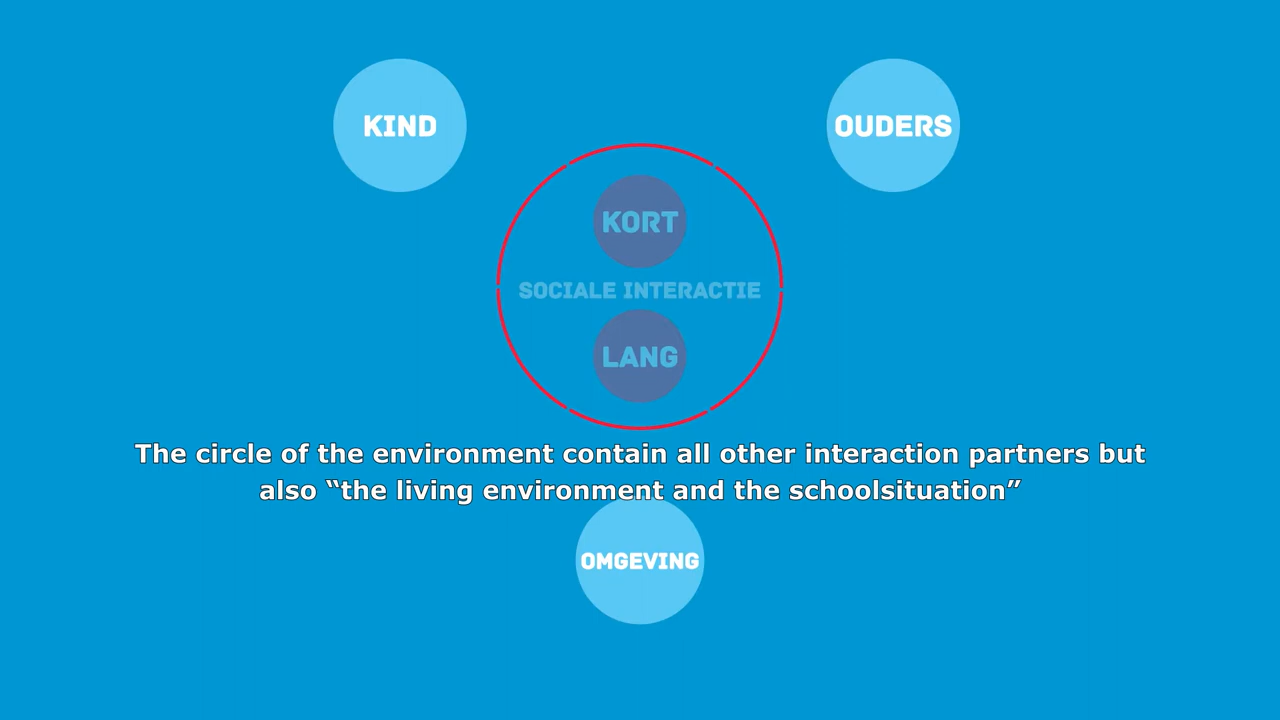 KIND
OUDERS
KORT
SOCIALE INTERACTIE
LANG
The circle of the environment contain all other interaction partners but
also “the living environment and the schoolsituation”
OMGEVING